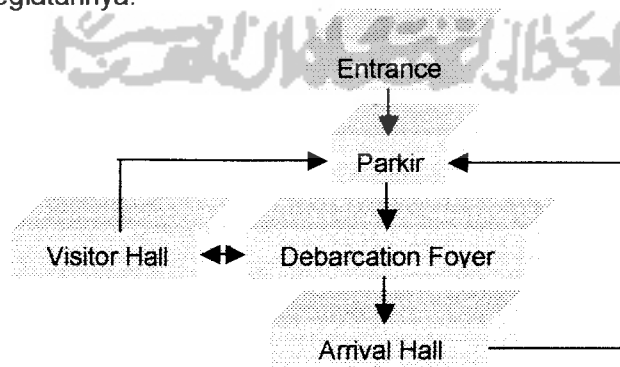 Entrance
Parkir
Visitor Hall
Debarcation Foyer
Arrival Hall